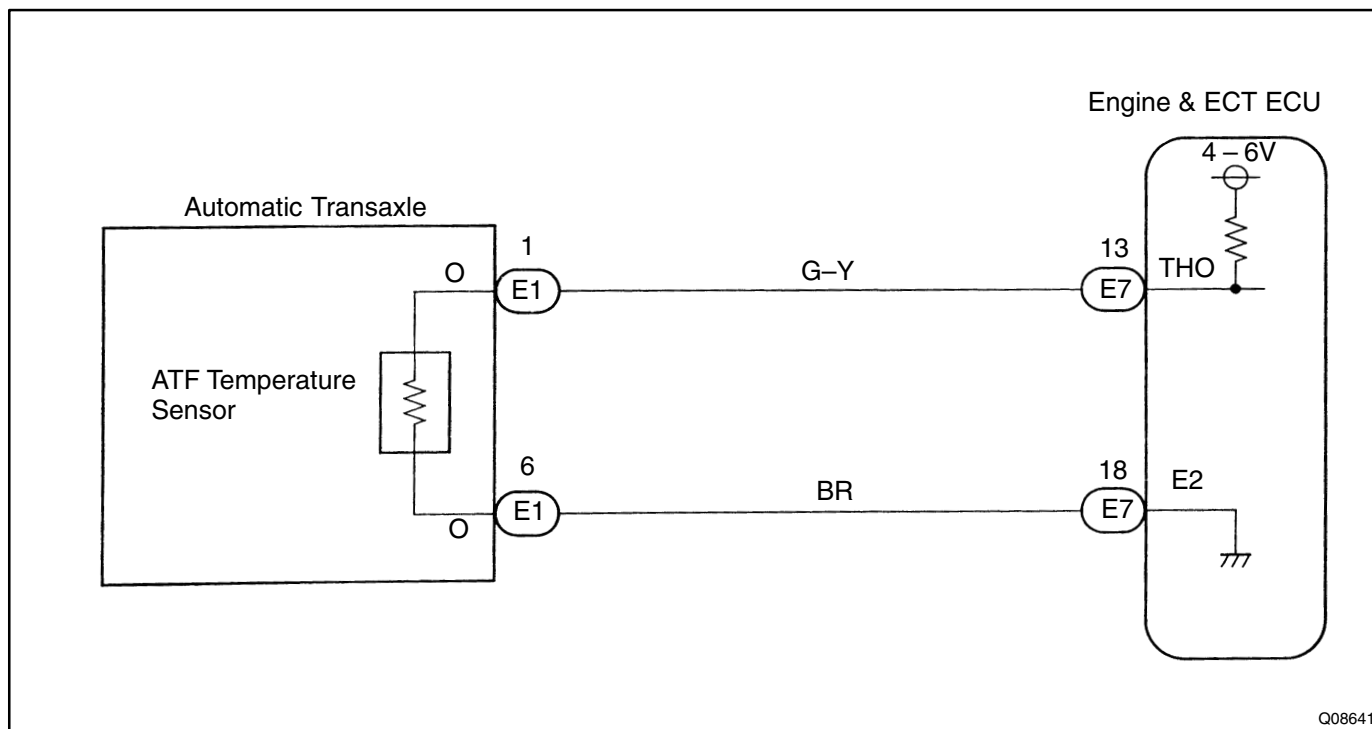 Engine & ECT ECU
4 – 6V
Automatic Transaxle
O
1
E1
G–Y
13
E7
THO
ATF Temperature
Sensor
O
6
E1
BR
18
E7
E2
Q08641